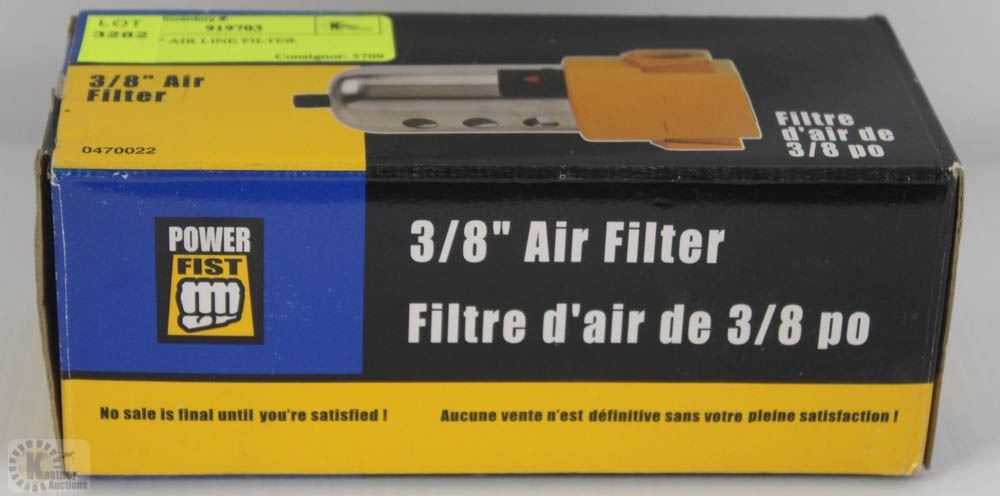 LOT
3282
Inventory #:
919703
" AIR LINE FILTER
Consignor: 3709
3/8" Air
Filter
0470022
Filtre
d'air de
3/8 po
POWER
FIST
3/8" Air Filter
Filtre d'air de 3/8 po
No sale is final until you're satisfied !
Aucune vente n'est définitive sans votre pleine satisfaction !
Kastner
Auctions